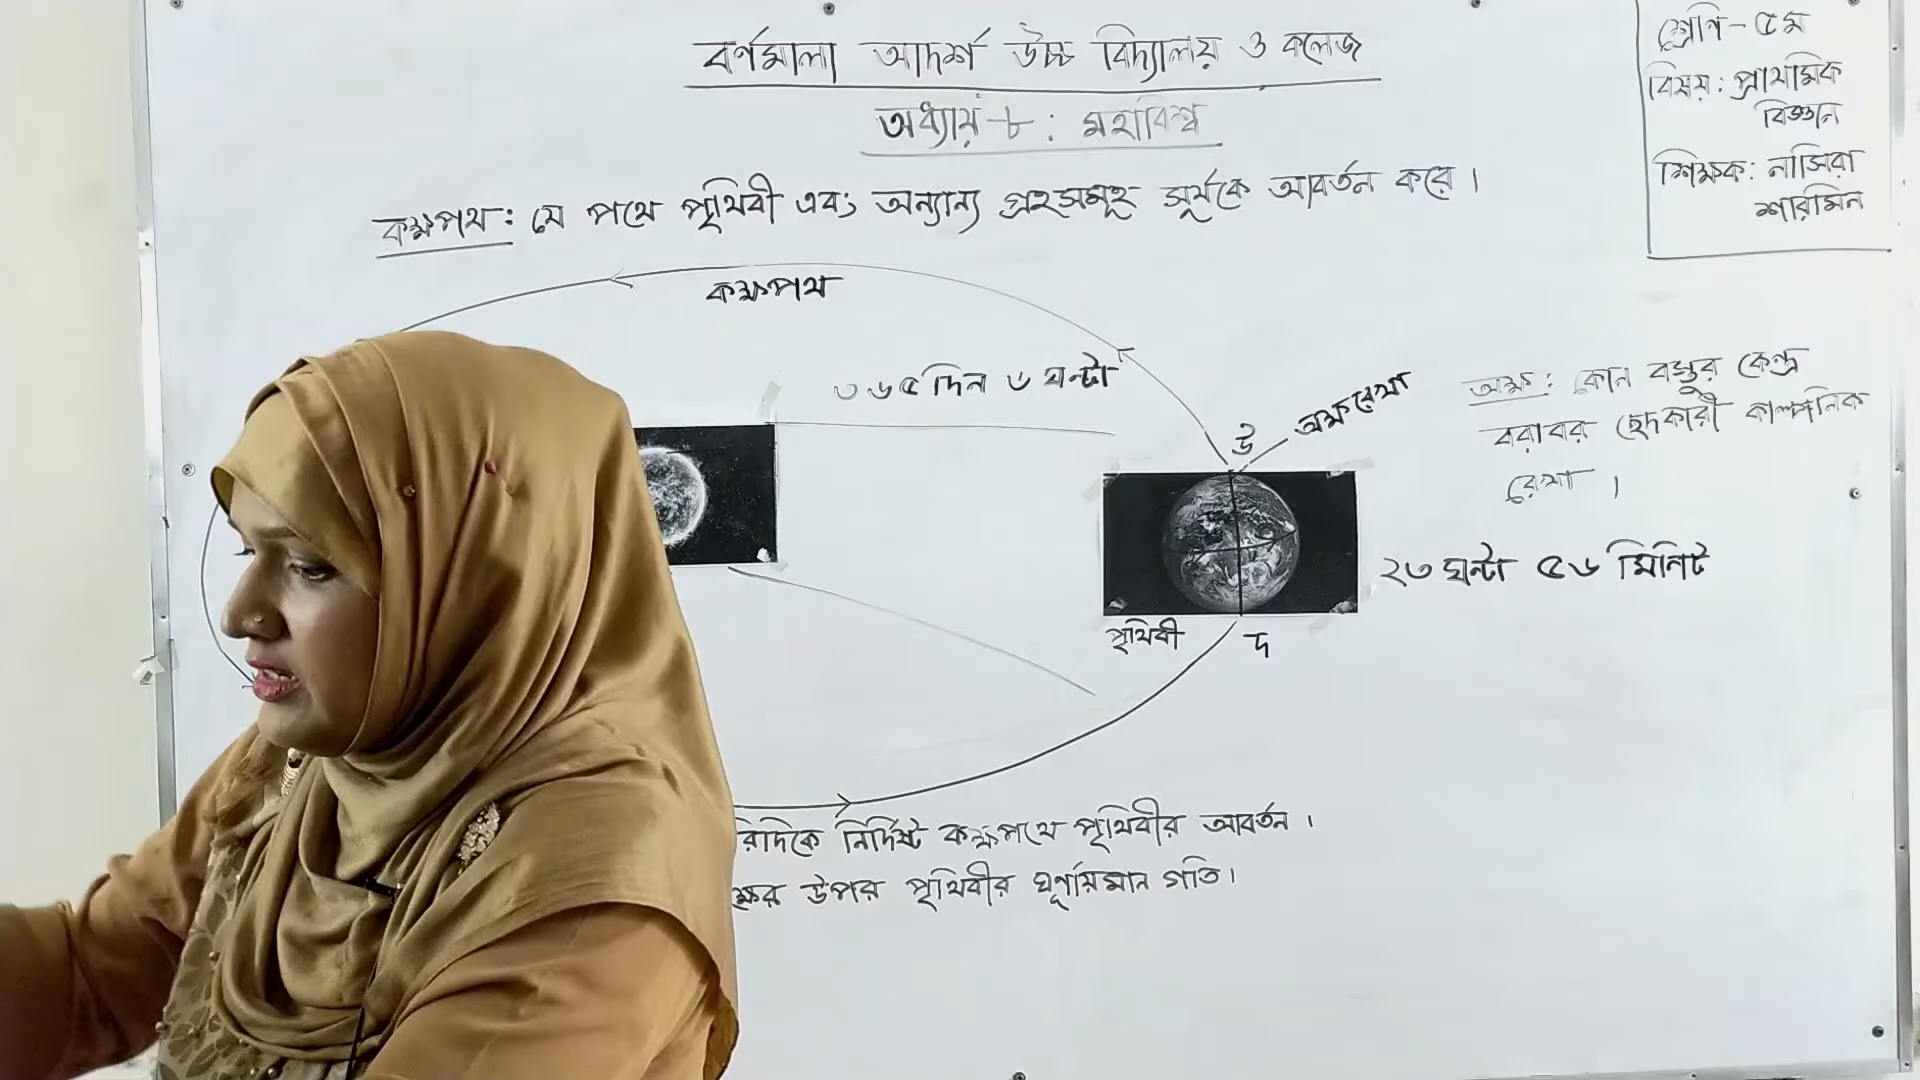 বর্ণমালা আদর্শ উচ্চ বিদ্যালয় ও কলেজ
অধ্যায়-৮: মহাবিশ্ব
শ্রেণি-৫ম
বিষয়: প্রাথমিক
বিজ্ঞান
শিক্ষক: নাসিরা
শারমিন
কক্ষপথ: যে পথে পৃথিবী এবং অন্যান্য গ্রহসমূহ সূর্যকে আবর্তন করে।
কক্ষপথ
৩৬৫ দিন ৬ ঘন্টা
উ
অক্ষরেখা
অক্ষ: কোন বস্তুর কেন্দ্র
বরাবর ছেদকারী কাল্পনিক
রেখা।
২৩ ঘন্টা ৫৬ মিনিট
পৃথিবী
দ
রিদিকে নির্দিষ্ট কক্ষপথে পৃথিবীর আবর্তন।
ক্ষের উপর পৃথিবীর ঘূর্ণায়মান গতি।